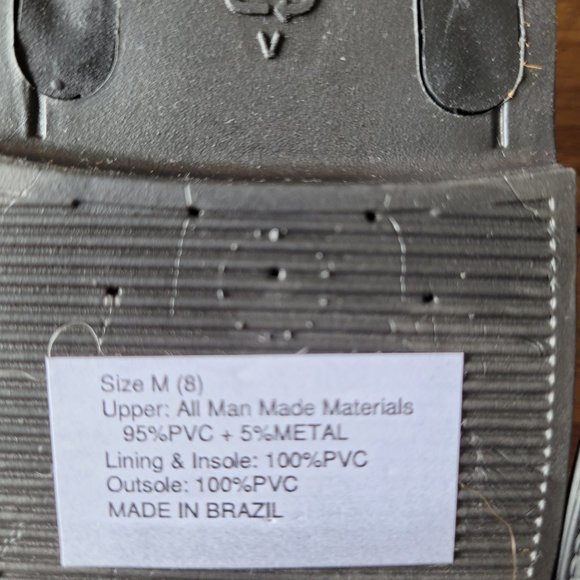 V
Size M (8)
Upper: All Man Made Materials
95%PVC + 5%METAL
Lining & Insole: 100%PVC
Outsole: 100%PVC
MADE IN BRAZIL